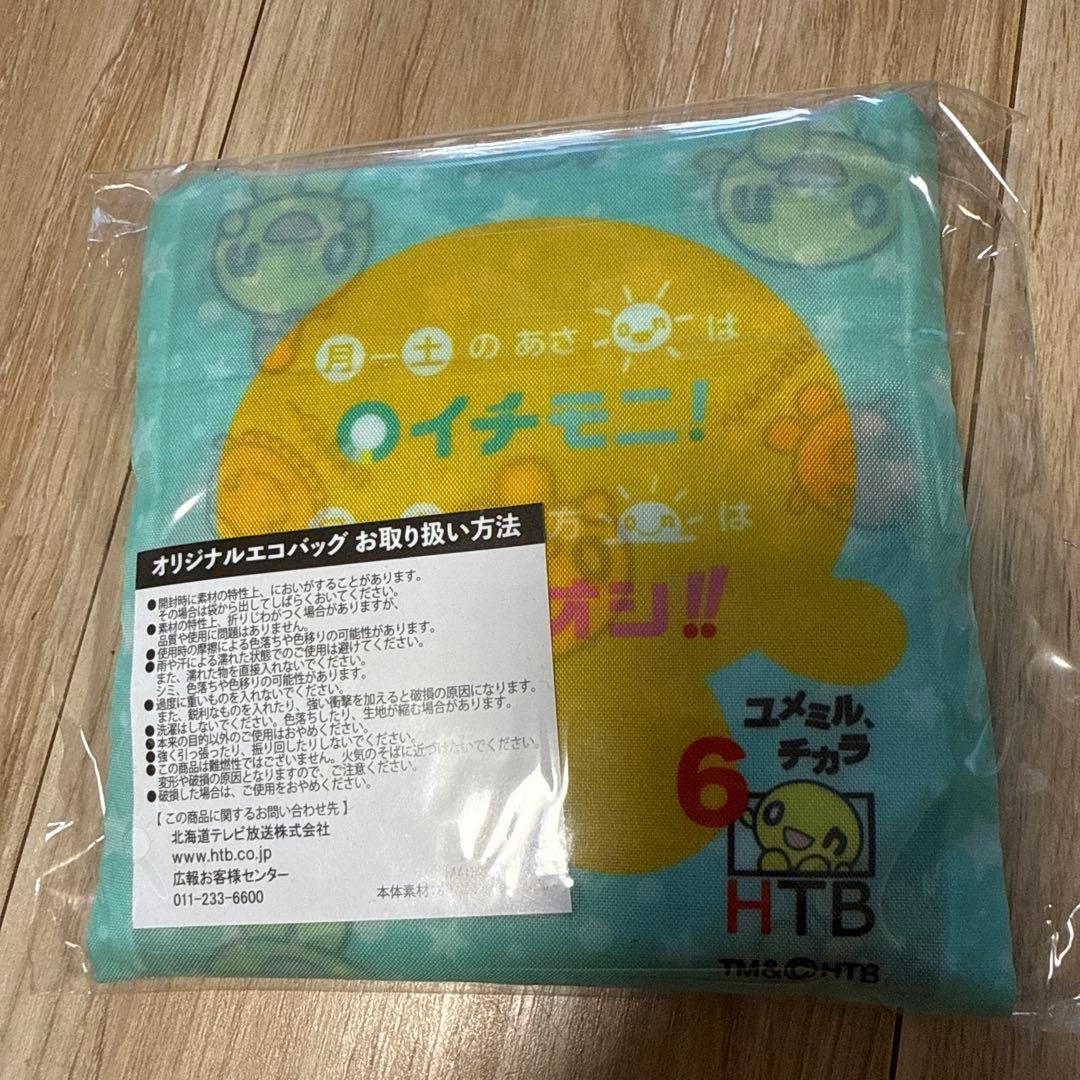 月ー土のあさは
イチモニ!
は
オシ!!
オリジナルエコバッグ お取り扱い方法
●開封時に素材の特性上、においがすることがあります。
その場合は袋から出してしばらくおいてください。
●素材の特性上、折りじわがつく場合がありますが、
品質や使用に問題はありません。
●使用時の摩擦による色落ちや色移りの可能性があります。
●雨や汗による濡れた状態でのご使用は避けてください。
また、濡れた物を直接入れないでください。
シミ、色落ちや色移りの可能性があります。
●過度に重いものを入れないでください。
また、鋭利なものを入れたり、強い衝撃を加えると破損の原因になります。
●洗濯はしないでください。色落ちしたり、生地が縮む場合があります。
●本来の目的以外のご使用はおやめください。
●強く引っ張ったり、振り回したりしないでください。
●この商品は難燃性ではございません。火気のそばに近づけないでください。
変形や破損の原因となりますので、ご注意ください。
●破損した場合は、ご使用をおやめください。
【この商品に関するお問い合わせ先】
北海道テレビ放送株式会社
www.htb.co.jp
広報お客様センター
011-233-6600
本体素材
ユメミル、
チカラ
6
HTB
TM&©HTB